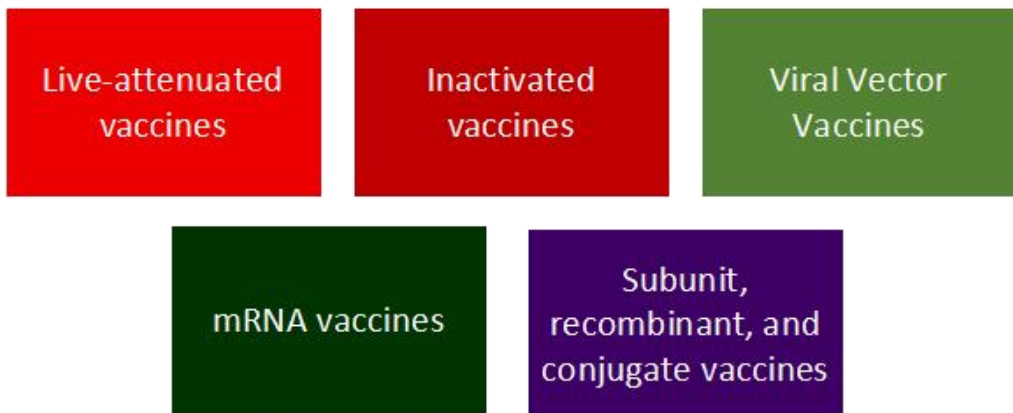 Live-attenuated
vaccines
Inactivated
vaccines
Viral Vector
Vaccines
mRNA vaccines
Subunit,
recombinant, and
conjugate vaccines